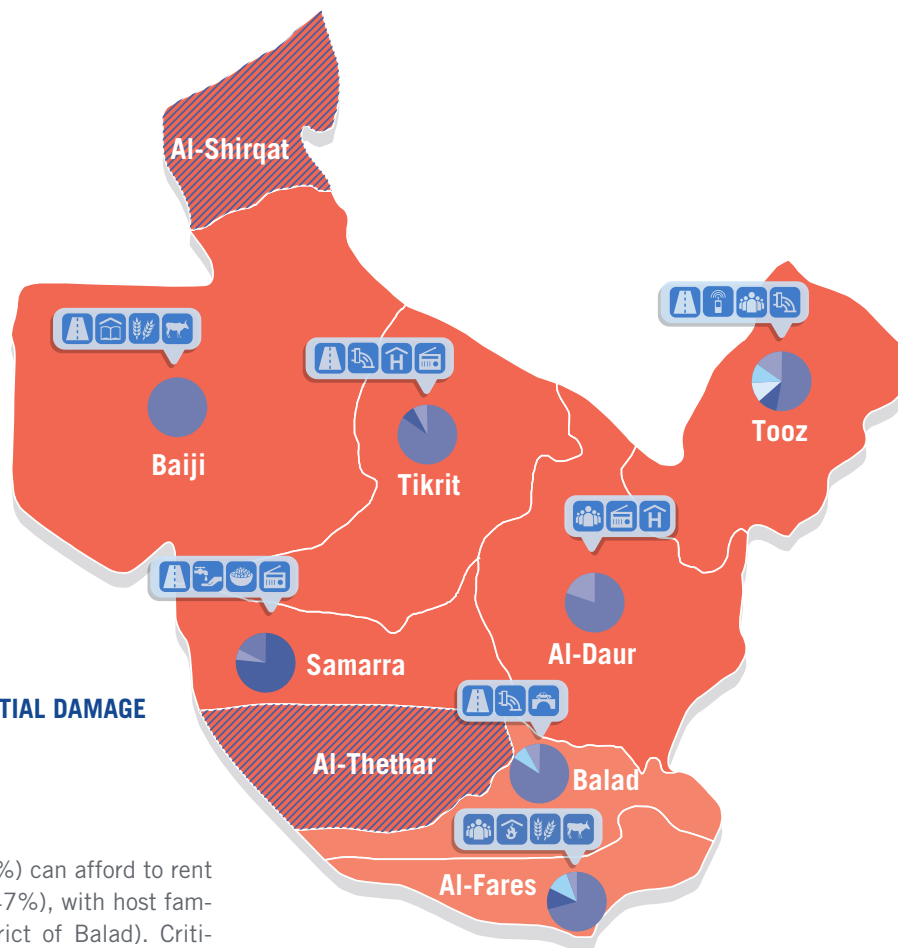 Al-Shirqat
Baiji
Tikrit
Tooz
Samarra
Al-Daur
TIAL DAMAGE
Al-Thethar
Balad
%) can afford to rent
47%), with host fam-
Al-Fares
rict of Balad). Criti-